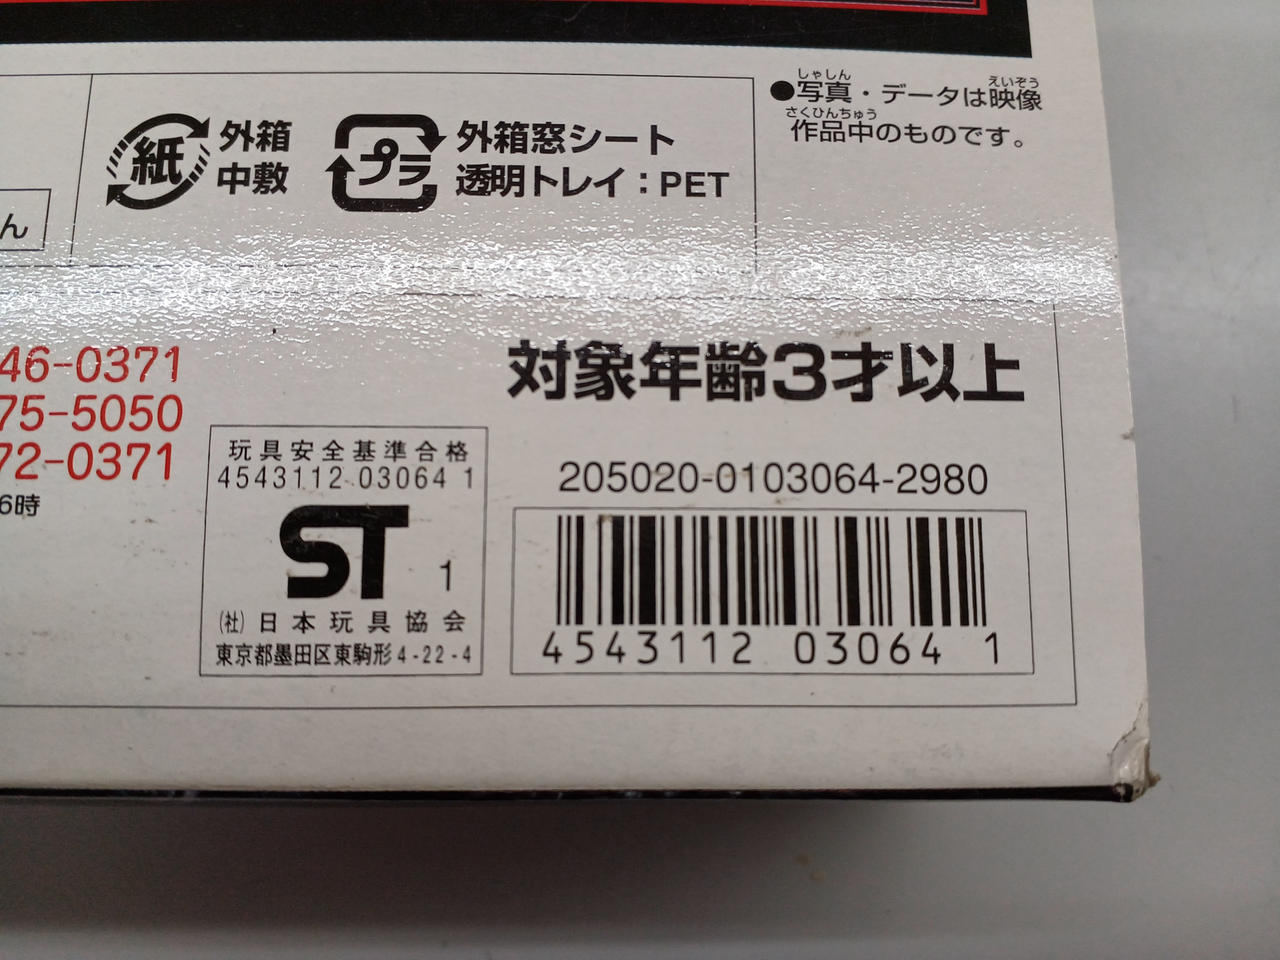 紙
外箱
中敷
プラ
外箱窓シート
透明トレイ：PET
しゃしん えいぞう
●写真・データは映像
さくひんちゅう
作品中のものです。
ん
46-0371
75-5050
72-0371
6時
対象年齢3才以上
玩具安全基準合格
4543112 03064 1
ST 1
(社)日本玩具協会
東京都墨田区東駒形4-22-4
205020-0103064-2980
4543112 03064 1